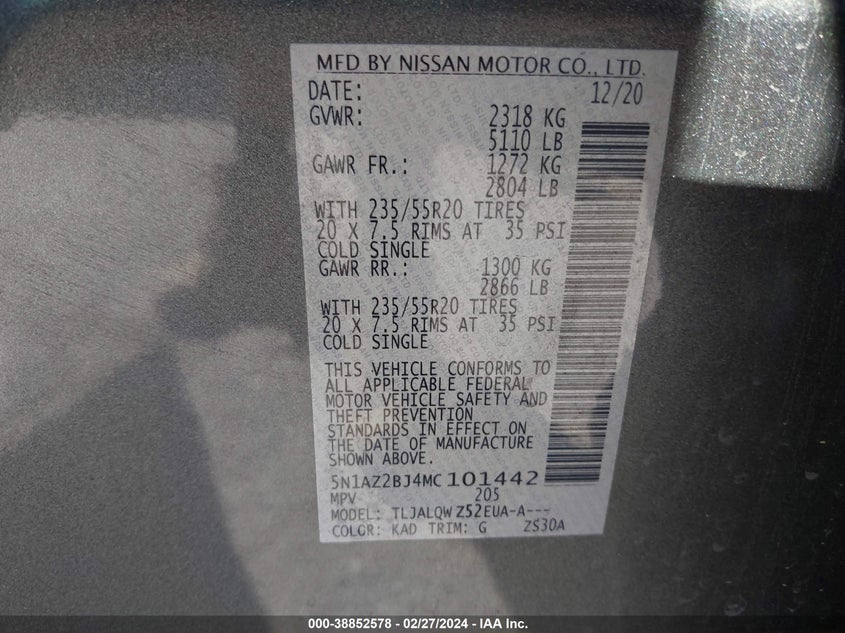 MFD BY NISSAN MOTOR CO., LTD.
DATE: 12/20
GVWR: 2318 KG
5110 LB
GAWR FR.: 1272 KG
2804 LB
WITH 235/55R20 TIRES
20 X 7.5 RIMS AT 35 PSI
COLD SINGLE
GAWR RR.: 1300 KG
2866 LB
WITH 235/55R20 TIRES
20 X 7.5 RIMS AT 35 PSI
COLD SINGLE
THIS VEHICLE CONFORMS TO
ALL APPLICABLE FEDERAL
MOTOR VEHICLE SAFETY AND
THEFT PREVENTION
STANDARDS IN EFFECT ON
THE DATE OF MANUFACTURE
SHOWN ABOVE.
5N1AZ2BJ4MC101442
MPV 205
MODEL: TLJALQW Z52EUA-A---
COLOR: KAD TRIM: G ZS30A
000-38852578 - 02/27/2024 - IAA Inc.